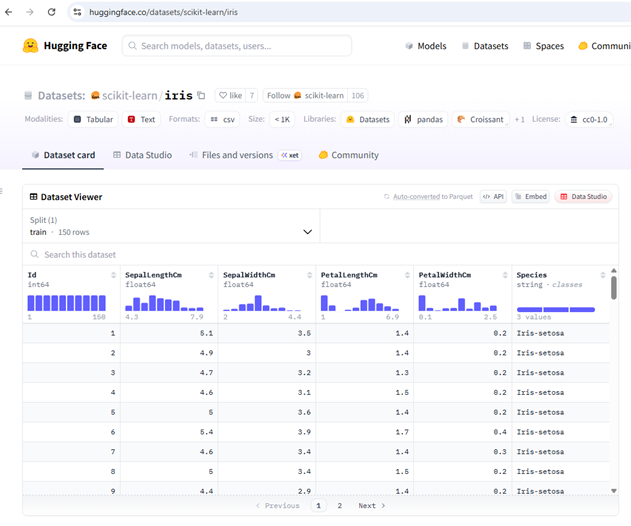 huggingface.co/datasets/scikit-learn/iris
Hugging Face Search models, datasets, users... Models Datasets Spaces Communi
Datasets: scikit-learn/iris like 7 Follow scikit-learn 106
Modalities: Tabular Text Formats: csv Size: < 1K Libraries: Datasets pandas Croissant + 1 License: cc0-1.0
Dataset card Data Studio Files and versions xet Community
Dataset Viewer Auto-converted to Parquet API Embed Data Studio
Split (1)
train · 150 rows
Search this dataset
Id SepalLengthCm SepalWidthCm PetalLengthCm PetalWidthCm Species
int64 float64 float64 float64 float64 string · classes
1 150 4.3 7.9 2 4.4 1 6.9 0.1 2.5 3 values
1 5.1 3.5 1.4 0.2 Iris-setosa
2 4.9 3 1.4 0.2 Iris-setosa
3 4.7 3.2 1.3 0.2 Iris-setosa
4 4.6 3.1 1.5 0.2 Iris-setosa
5 5 3.6 1.4 0.2 Iris-setosa
6 5.4 3.9 1.7 0.4 Iris-setosa
7 4.6 3.4 1.4 0.3 Iris-setosa
8 5 3.4 1.5 0.2 Iris-setosa
9 4.4 2.9 1.4 0.2 Iris-setosa
< Previous 1 2 Next >